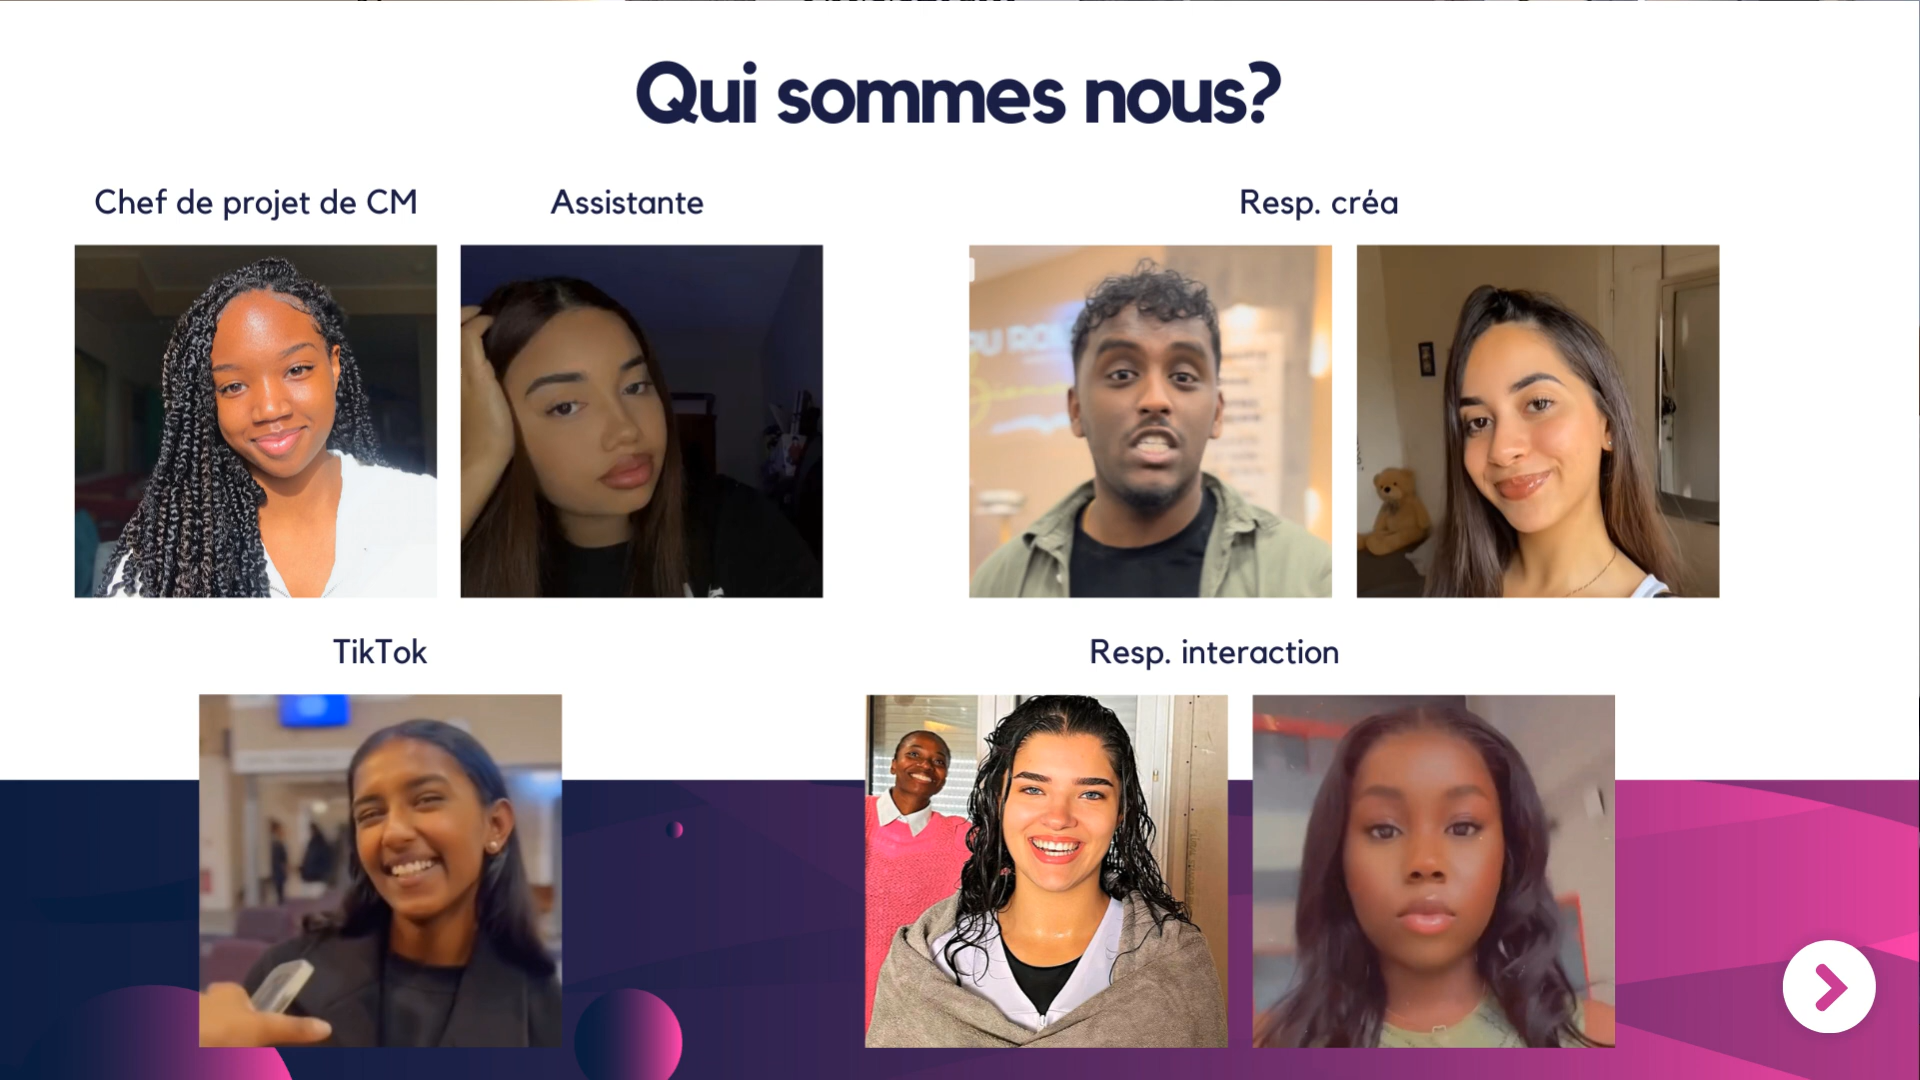 Qui sommes nous?
Chef de projet de CM
Assistante
Resp. créa
TikTok
Resp. interaction